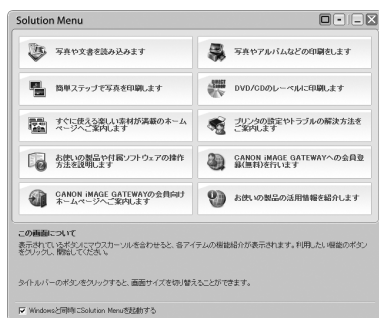 Solution Menu
写真や文書を読み込みます
写真やアルバムなどの印刷をします
簡単ステップで写真を印刷します
DVD/CDのレーベルに印刷します
すぐに使える楽しい素材が満載のホーム
ページへご案内します
プリンタの設定やトラブルの解決方法を
ご案内します
お使いの製品や付属ソフトウェアの操作
方法を説明します
CANON iMAGE GATEWAYへの会員登
録(無料)を行います
CANON iMAGE GATEWAYの会員向け
ホームページへご案内します
お使いの製品の活用情報を紹介します
この画面について
表示されているボタンにマウスカーソルを合わせると、各アイテムの機能紹介が表示されます。利用したい機能のボタン
をクリックし、開始してください。
タイトルバーのボタンをクリックすると、画面サイズを切り替えることができます。
Windowsと同時にSolution Menuを起動する